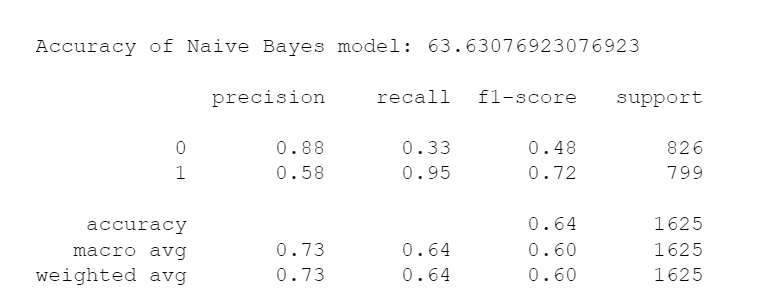 Accuracy of Naive Bayes model: 63.63076923076923
precision recall f1-score support
0 0.88 0.33 0.48 826
1 0.58 0.95 0.72 799
accuracy 0.64 1625
macro avg 0.73 0.64 0.60 1625
weighted avg 0.73 0.64 0.60 1625